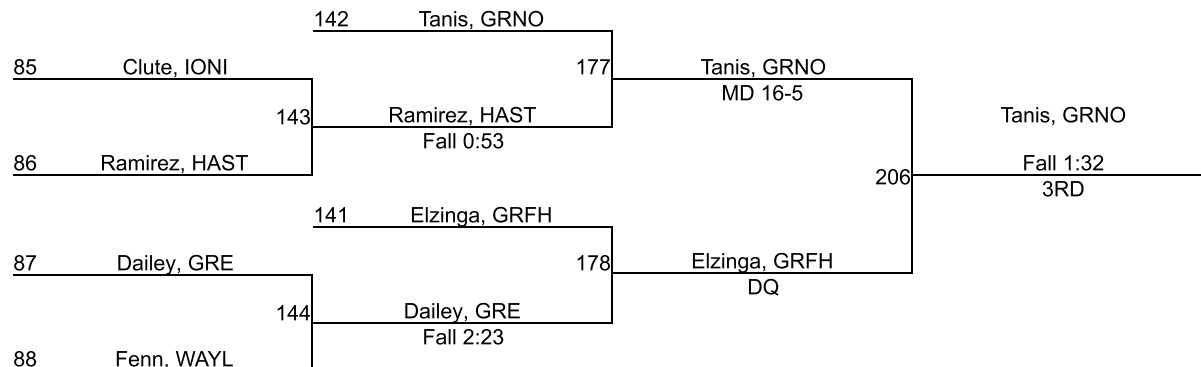 142 Tanis, GRNO
85 Clute, IONI
177 Tanis, GRNO
MD 16-5
143 Ramirez, HAST
Fall 0:53
Tanis, GRNO
86 Ramirez, HAST
Fall 1:32
206
3RD
141 Elzinga, GRFH
87 Dailey, GRE
178 Elzinga, GRFH
DQ
144 Dailey, GRE
Fall 2:23
88 Fenn, WAYL